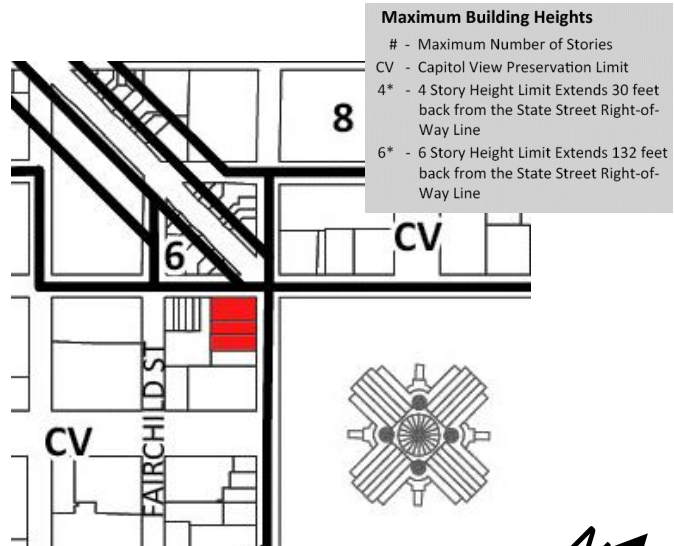 Maximum Building Heights
# - Maximum Number of Stories
CV - Capitol View Preservation Limit
4* - 4 Story Height Limit Extends 30 feet
back from the State Street Right-of-
Way Line
6* - 6 Story Height Limit Extends 132 feet
back from the State Street Right-of-
Way Line
8
CV
6
FAIRCHILD ST
CV